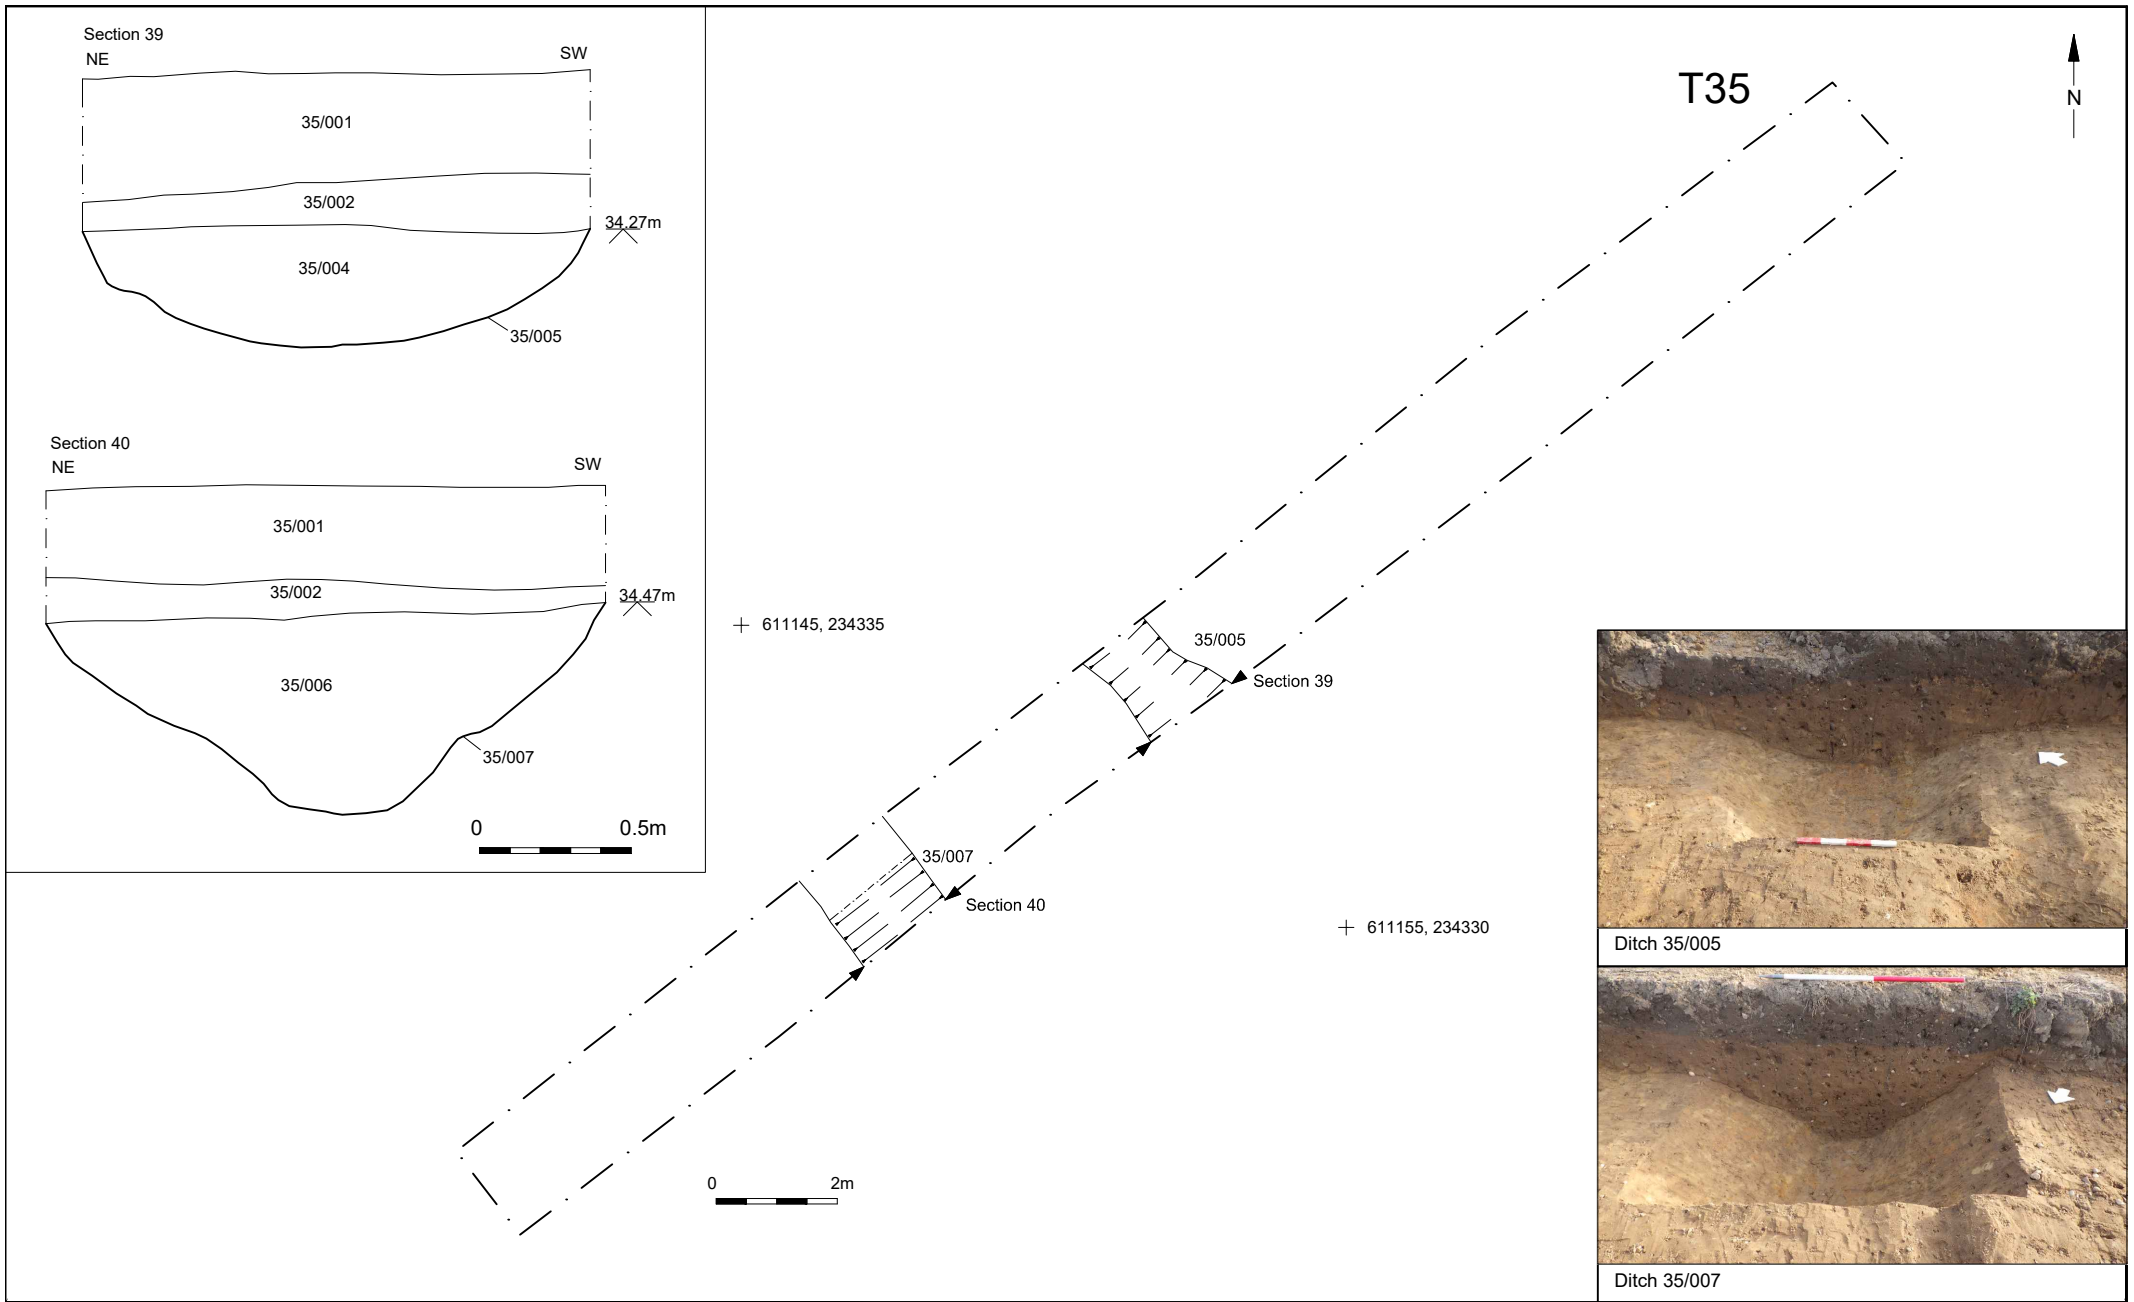 Section 39
NE
SW
35/001
35/002
34.27m
35/004
35/005
Section 40
NE
SW
35/001
35/002
34.47m
35/006
35/007
0 0.5m
T35
N
611145, 234335
35/005
Section 39
35/007
Section 40
611155, 234330
0 2m
Ditch 35/005
Ditch 35/007